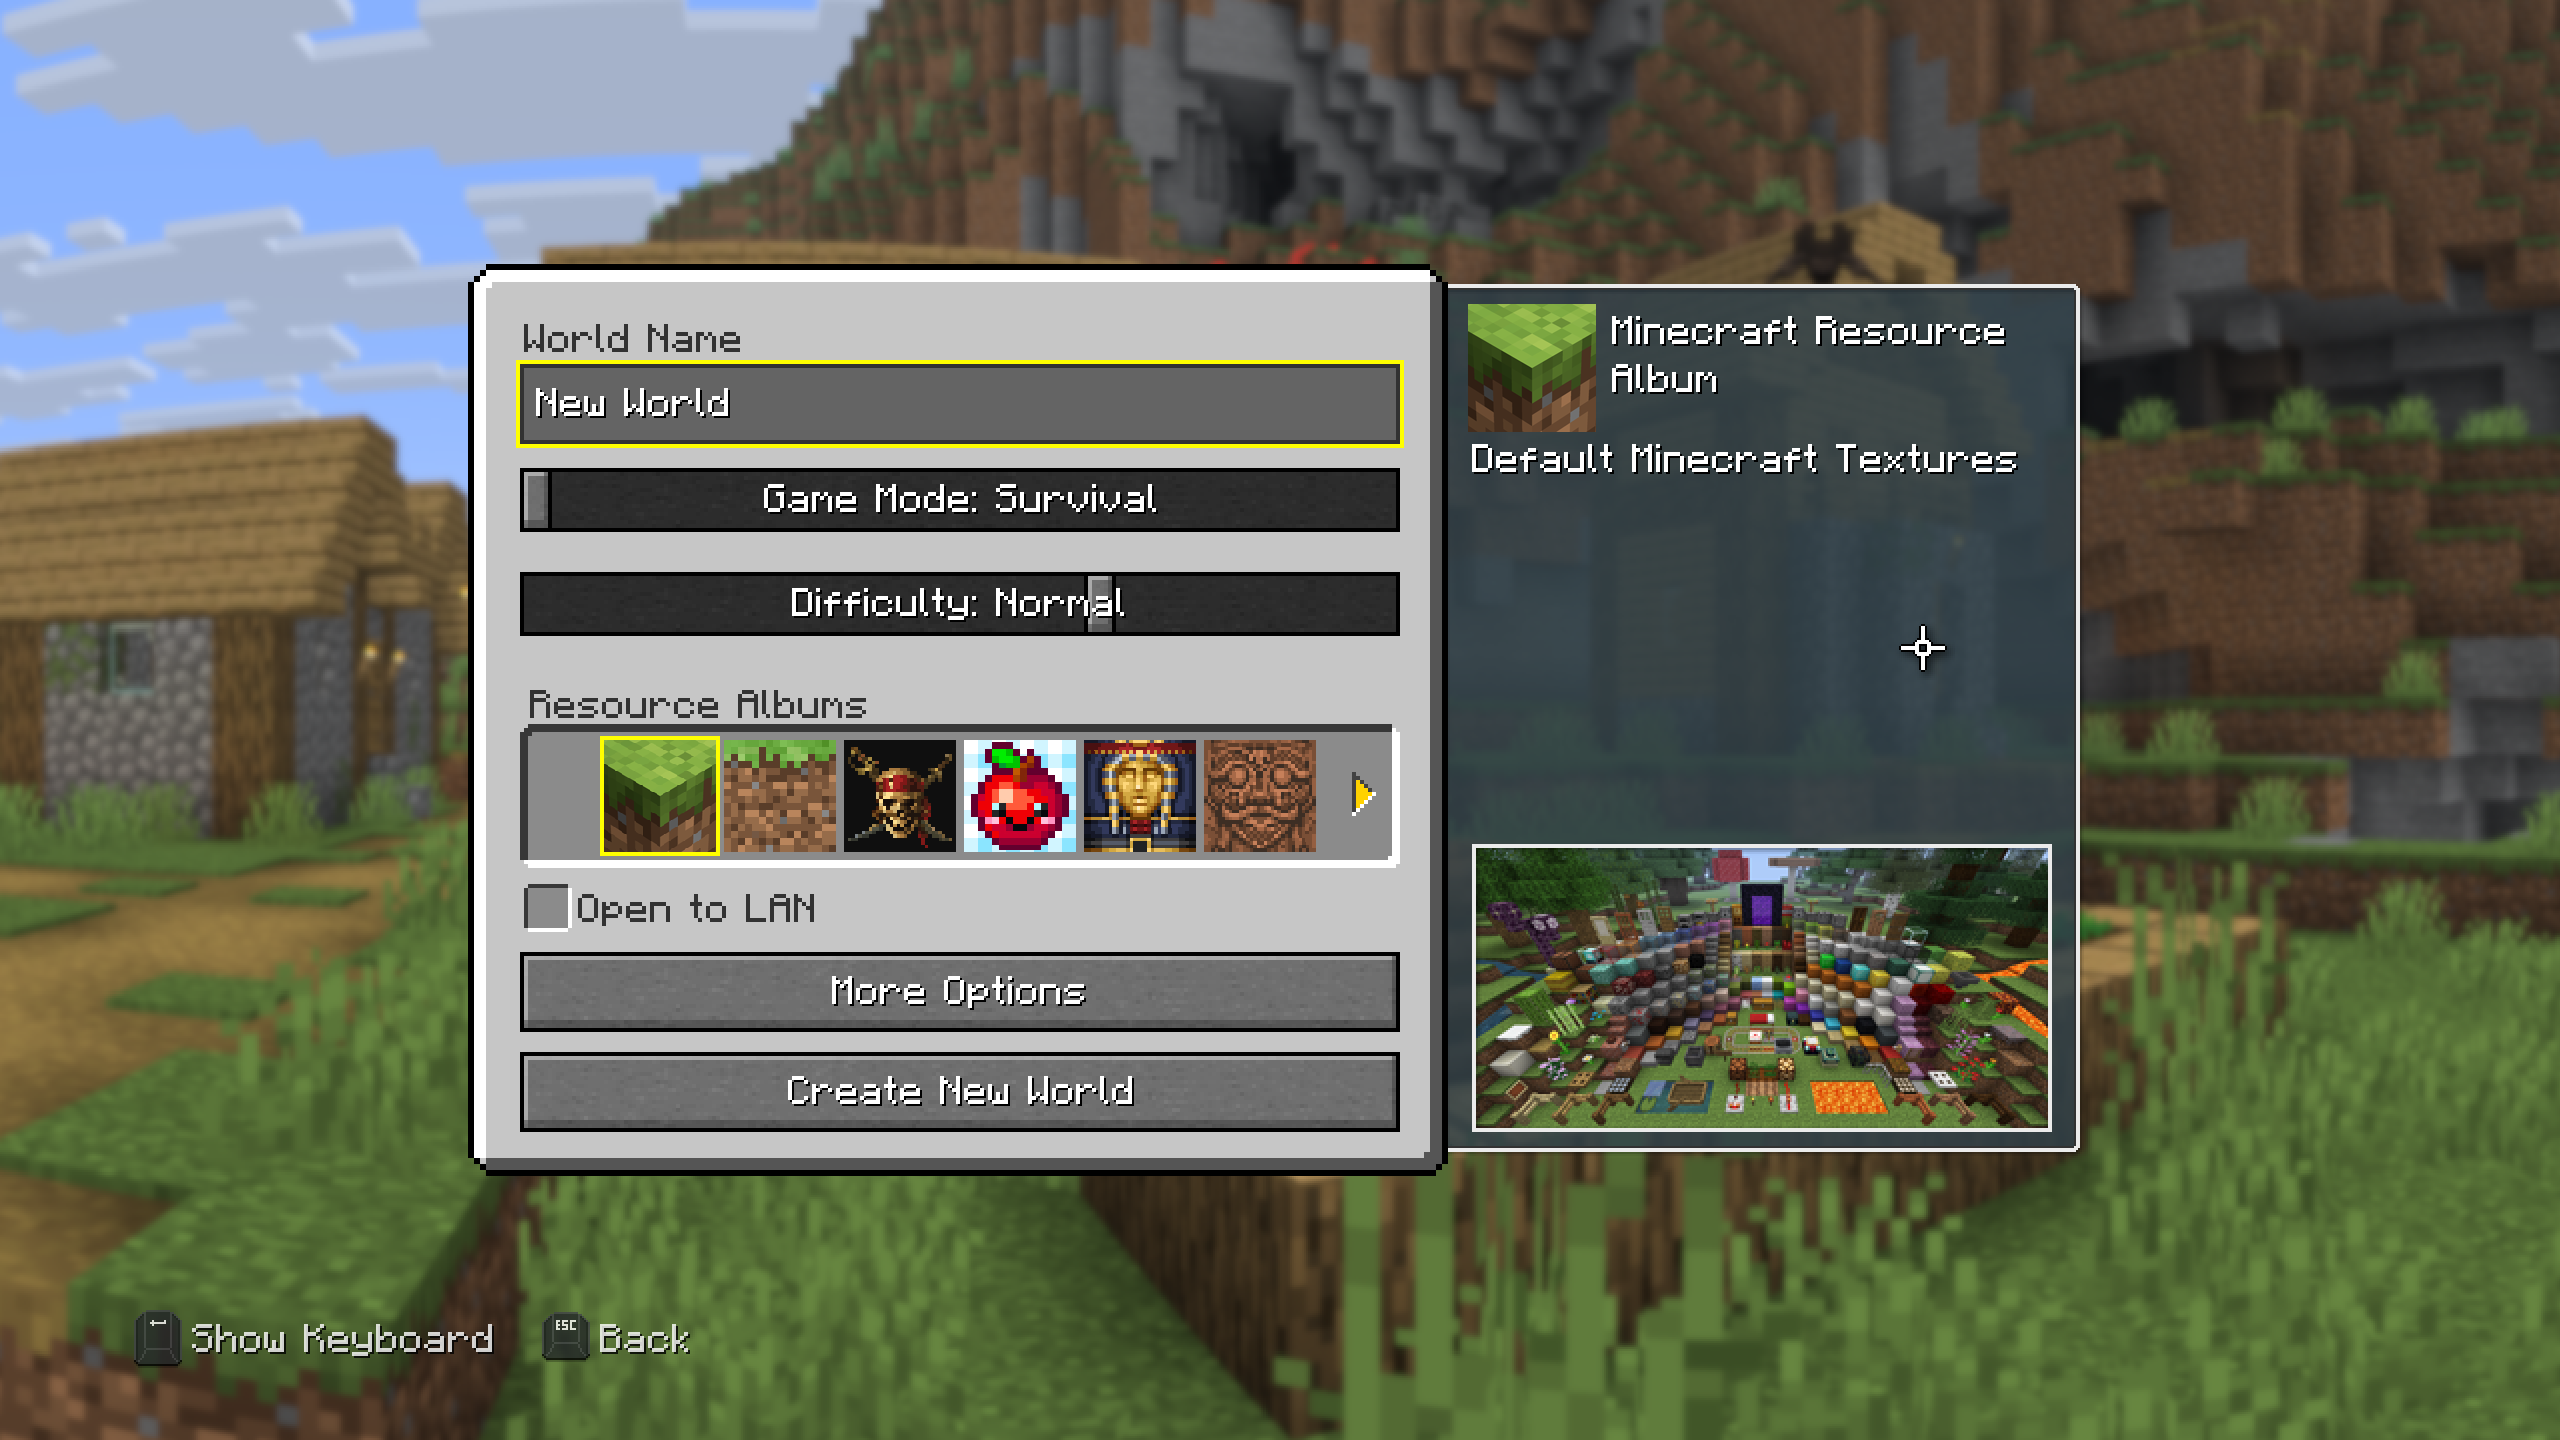 World Name
New World
Game Mode: Survival
Difficulty: Normal
Resource Albums
Open to LAN
More Options
Create New World
Minecraft Resource
Album
Default Minecraft Textures
Show Keyboard
ESC
Back